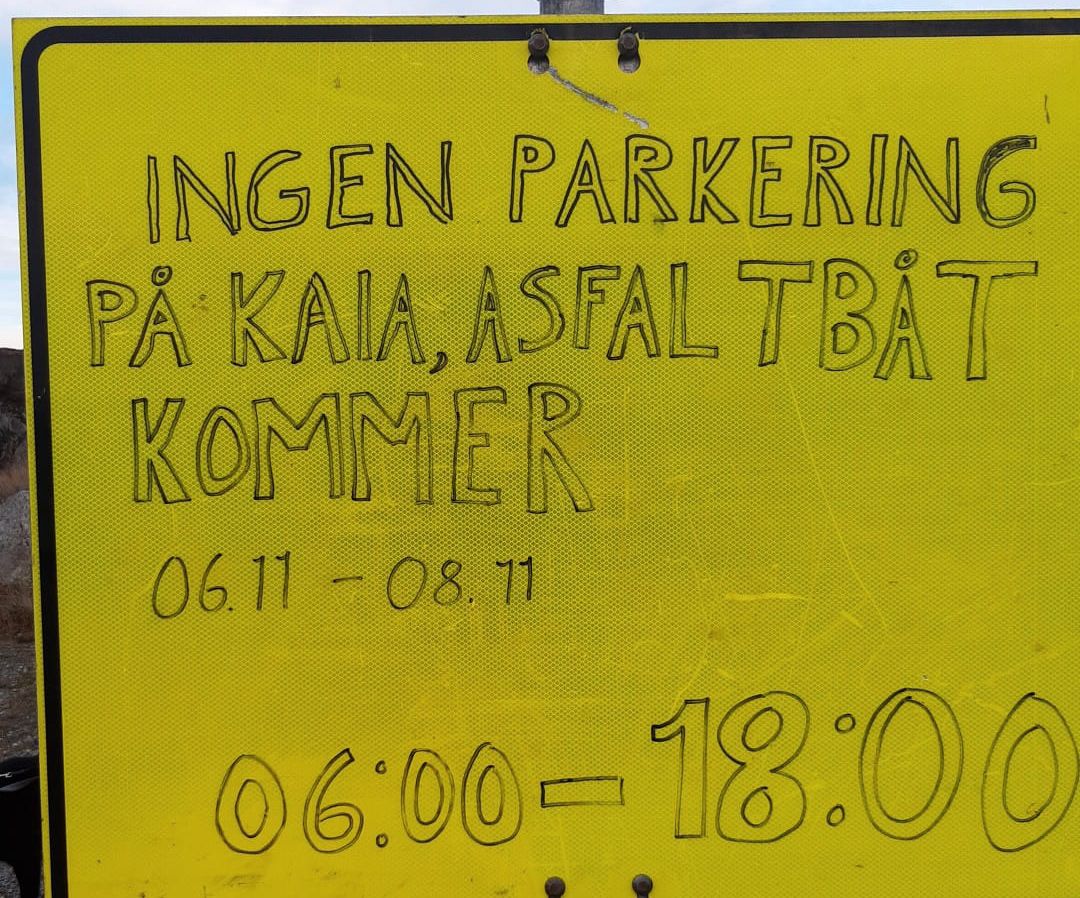 INGEN PARKERING
PÅ KAIA, ASFALTBÅT
KOMMER
06.11 - 08.11
06:00 - 18:00